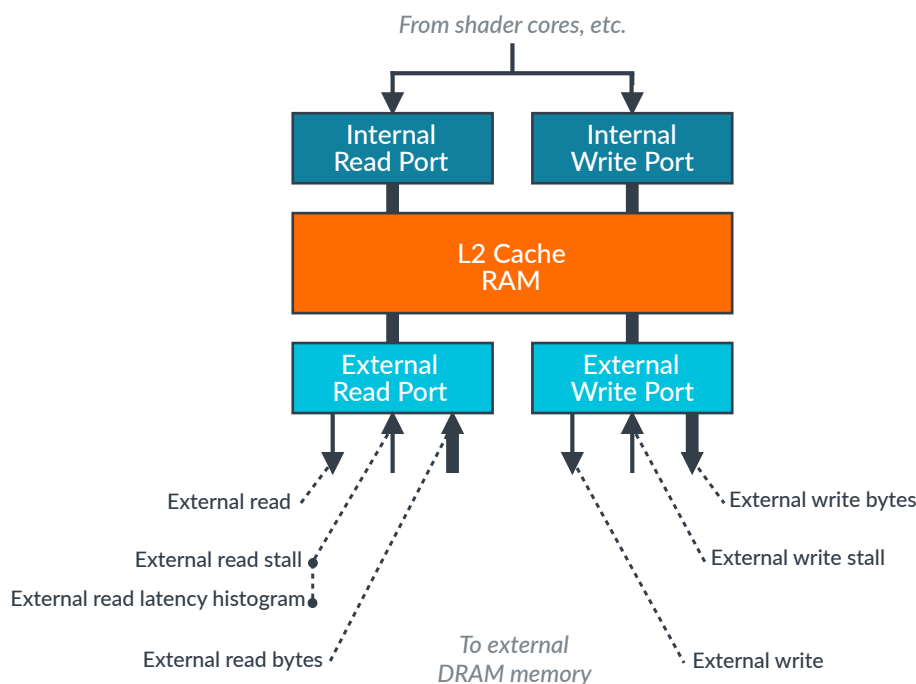 From shader cores, etc.
Internal
Read Port
Internal
Write Port
L2 Cache
RAM
External
Read Port
External
Write Port
External read
External write bytes
External read stall
External write stall
External read latency histogram
External read bytes
To external
DRAM memory
External write